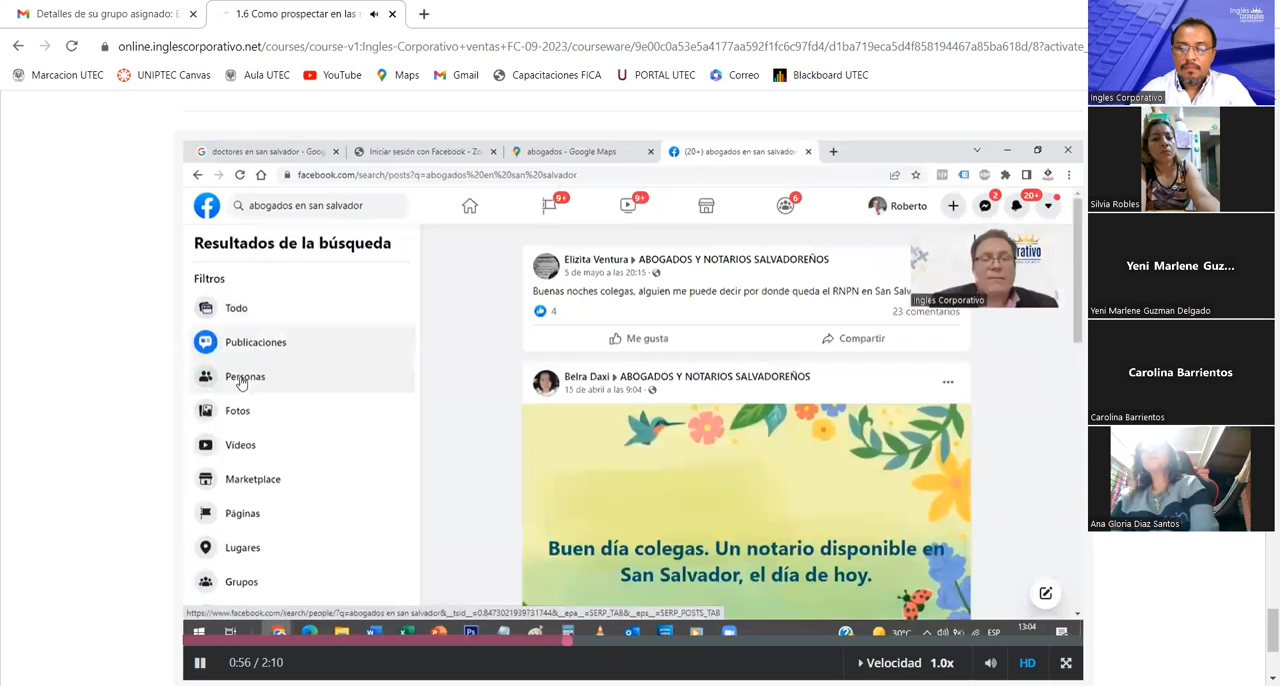 Detalles de su grupo asignado: E
1.6 Como prospectar en las r
online.inglescorporativo.net/courses/course-v1:Ingles-Corporativo+ventas+FC-09-2023/courseware/9e00c0a53e5a4177aa592f1fc6c97fd4/d1ba719eca5d4f858194467a85ba618d/8?activate_
Marcacion UTEC
UNIPTEC Canvas
Aula UTEC
YouTube
Maps
Gmail
Capacitaciones FICA
PORTAL UTEC
Correo
Blackboard UTEC
doctores en san salvador - Goog
Iniciar sesión con Facebook - Zo
abogados - Google Maps
(20+) abogados en san salvador
facebook.com/search/posts?q=abogados%20en%20san%20salvador
abogados en san salvador
9+
9+
6
Roberto
2
20+
Resultados de la búsqueda
Filtros
Todo
Publicaciones
Personas
Fotos
Vídeos
Marketplace
Páginas
Lugares
Grupos
Elizita Ventura ▸ ABOGADOS Y NOTARIOS SALVADOREÑOS
5 de mayo a las 20:15
Buenas noches colegas, alguien me puede decir por donde queda el RNPN en San Salv
4
23 comentarios
Me gusta
Compartir
Belra Daxi ▸ ABOGADOS Y NOTARIOS SALVADOREÑOS
15 de abril a las 9:04
Buen día colegas. Un notario disponible en
San Salvador, el día de hoy.
Ingles Corporativo
https://www.facebook.com/search/people/?q=abogados en san salvador&__tsid__=0.8473021939731744&__epa__=SERP_TAB&__eps__=SERP_POSTS_TAB
30°C
ESP
13:04
0:56 / 2:10
Velocidad 1.0x
HD
Ingles Corporativo
Silvia Robles
Yeni Marlene Guz...
Yeni Marlene Guzman Delgado
Carolina Barrientos
Carolina Barrientos
Ana Gloria Diaz Santos